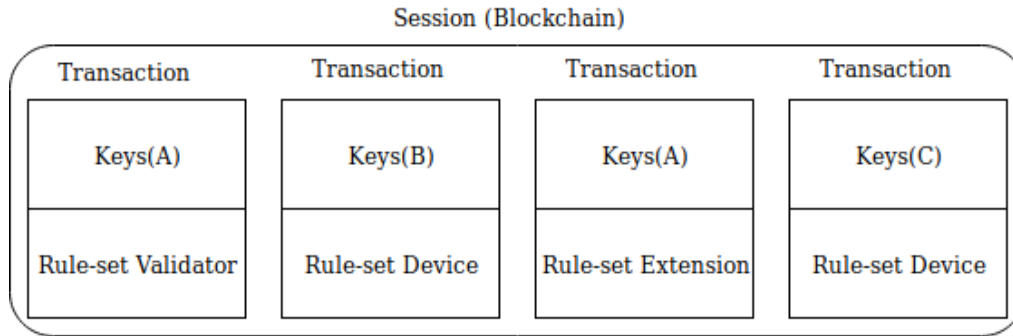 Session (Blockchain)
Transaction Transaction Transaction Transaction
Keys(A) Keys(B) Keys(A) Keys(C)
Rule-set Validator Rule-set Device Rule-set Extension Rule-set Device